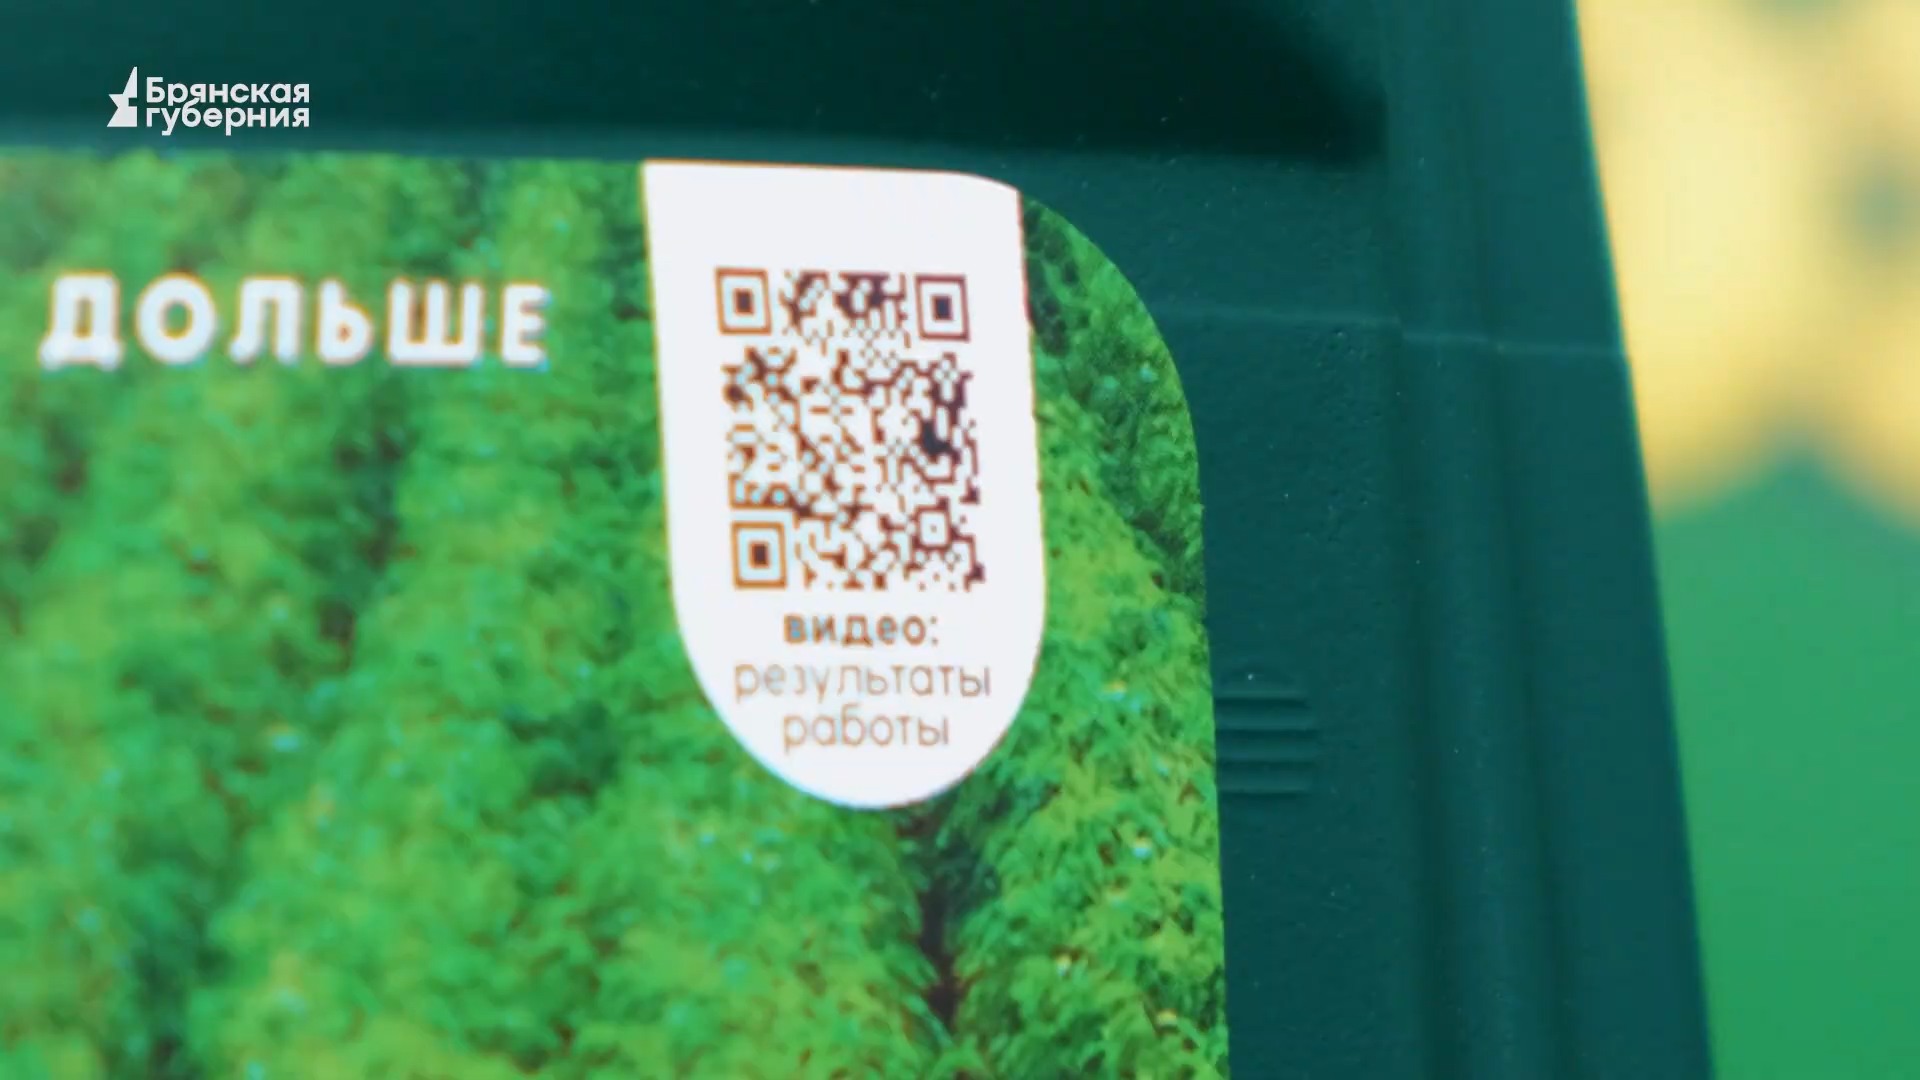 Брянская
губерния
ДОЛЬШЕ
видео:
результаты
работы